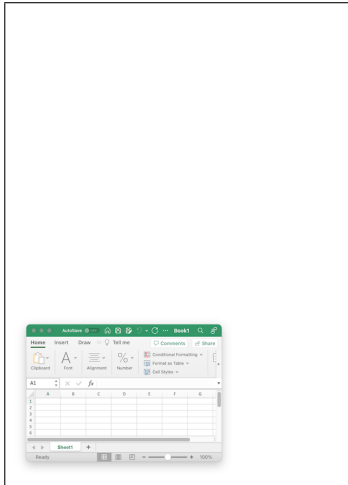 AutoSave Book1
Home Insert Draw Tell me Comments Share
Conditional Formatting
Format as Table
Cell Styles
Clipboard Font Alignment Number
A1 fx
A B C D E F G
1
2
3
4
5
6
Sheet1 +
Ready 100%